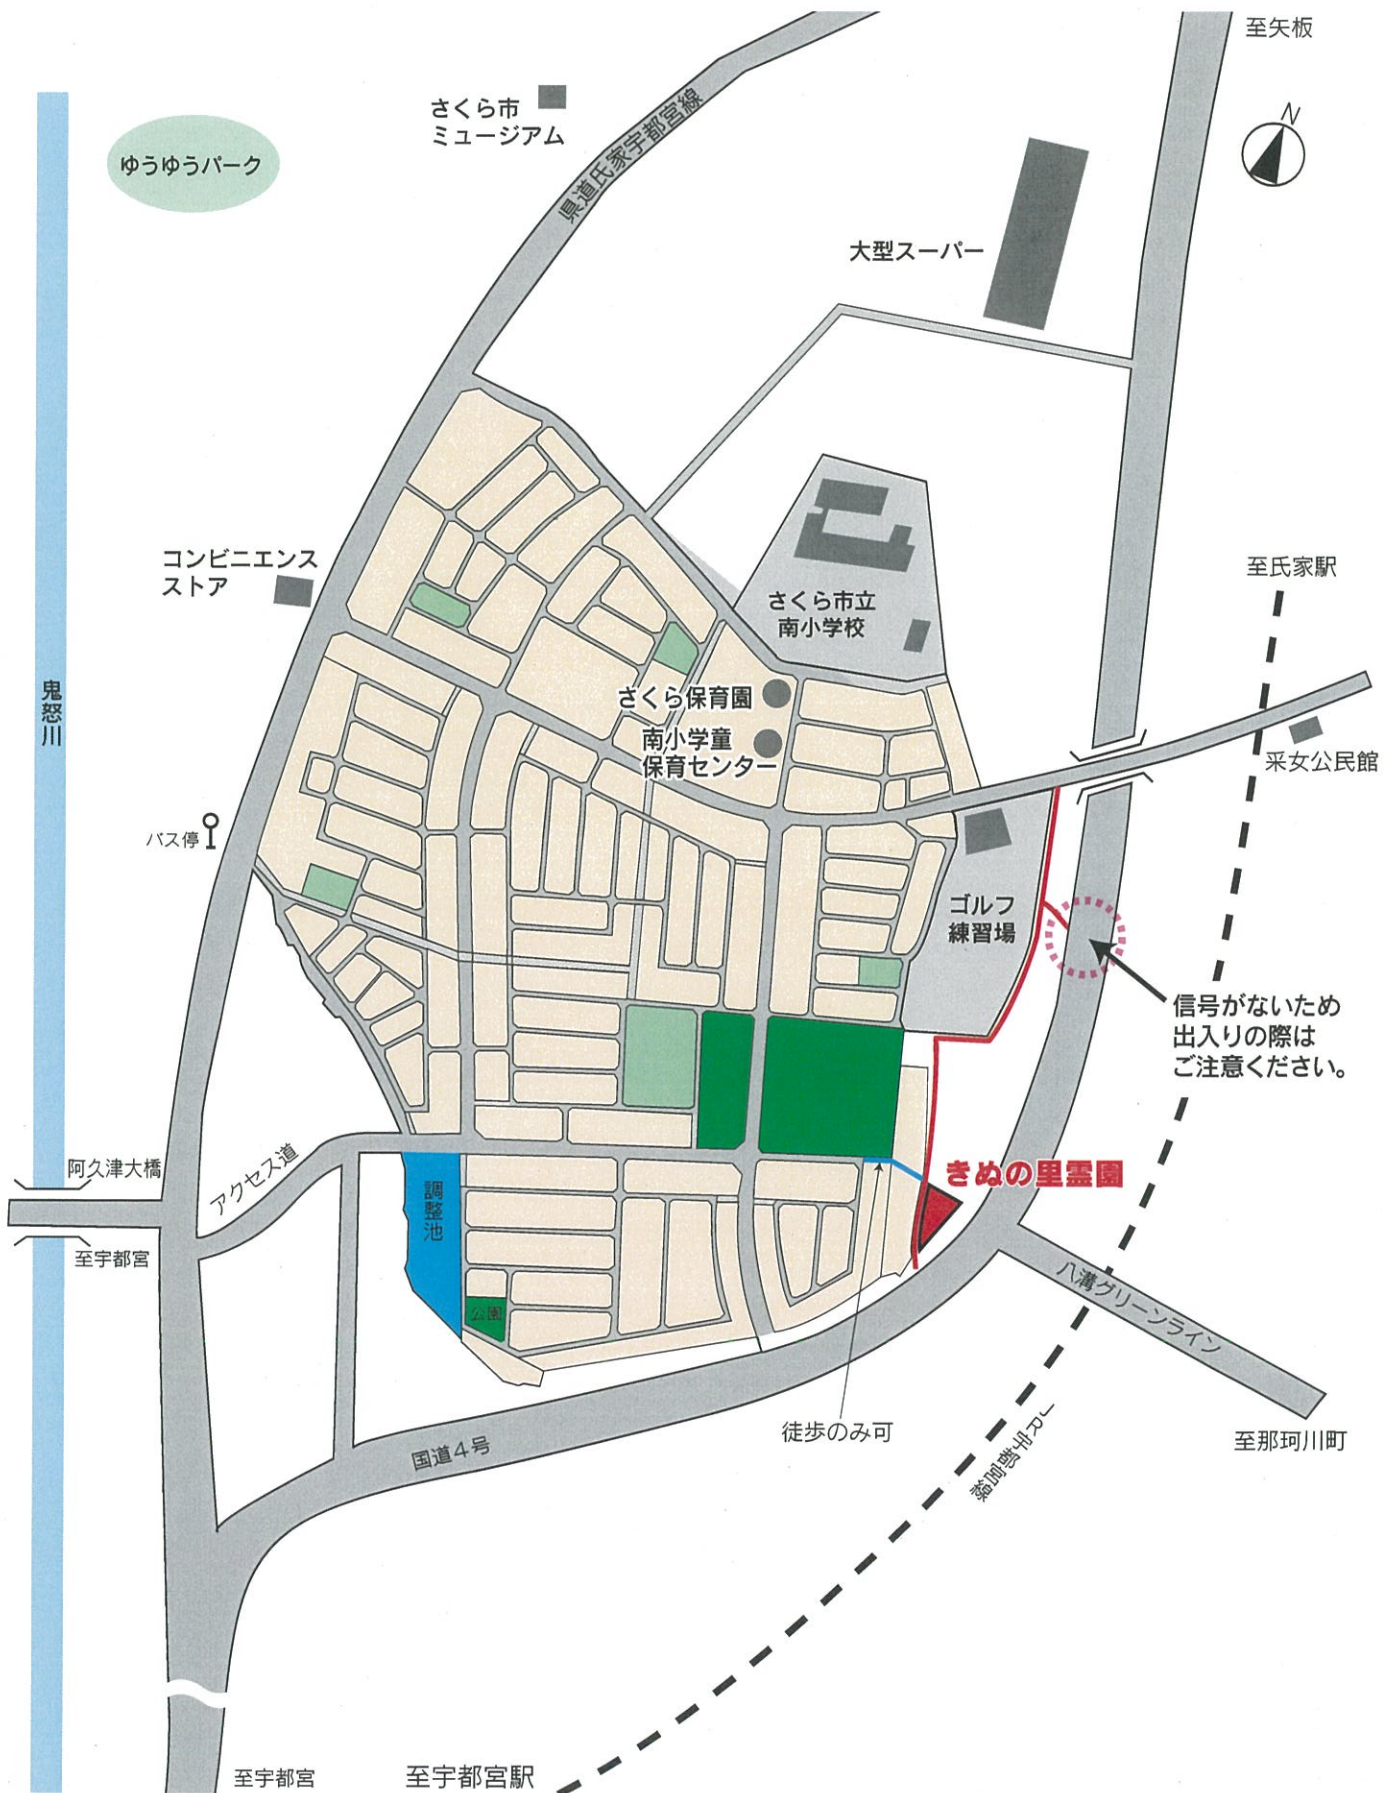 至矢板
N
さくら市
ミュージアム
ゆうゆうパーク
県道氏家宇都宮線
大型スーパー
コンビニエンス
ストア
至氏家駅
さくら市立
南小学校
さくら保育園
南小学童
保育センター
鬼怒川
采女公民館
バス停
ゴルフ
練習場
信号がないため
出入りの際は
ご注意ください。
阿久津大橋
アクセス道
きぬの里霊園
調整池
至宇都宮
八溝グリーンライン
公園
徒歩のみ可
JR宇都宮線
至那珂川町
国道4号
至宇都宮
至宇都宮駅